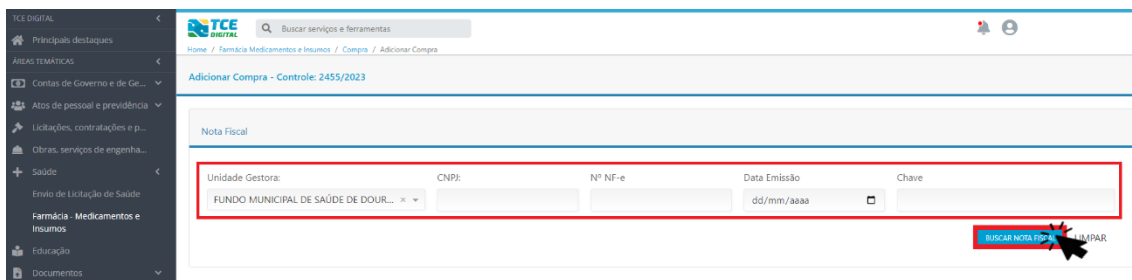 TCE DIGITAL
Principais destaques
ÁREAS TEMÁTICAS
Contas de Governo e de Ge...
Atos de pessoal e previdência
Licitações, contratações e p...
Obras, serviços de engenha...
Saúde
Envio de Licitação de Saúde
Farmácia - Medicamentos e
Insumos
Educação
Documentos
TCE
DIGITAL
Buscar serviços e ferramentas
Home / Farmácia Medicamentos e Insumos / Compra / Adicionar Compra
Adicionar Compra - Controle: 2455/2023
Nota Fiscal
Unidade Gestora: CNPJ: Nº NF-e Data Emissão Chave
FUNDO MUNICIPAL DE SAÚDE DE DOUR... × dd/mm/aaaa
BUSCAR NOTA FISCAL LIMPAR